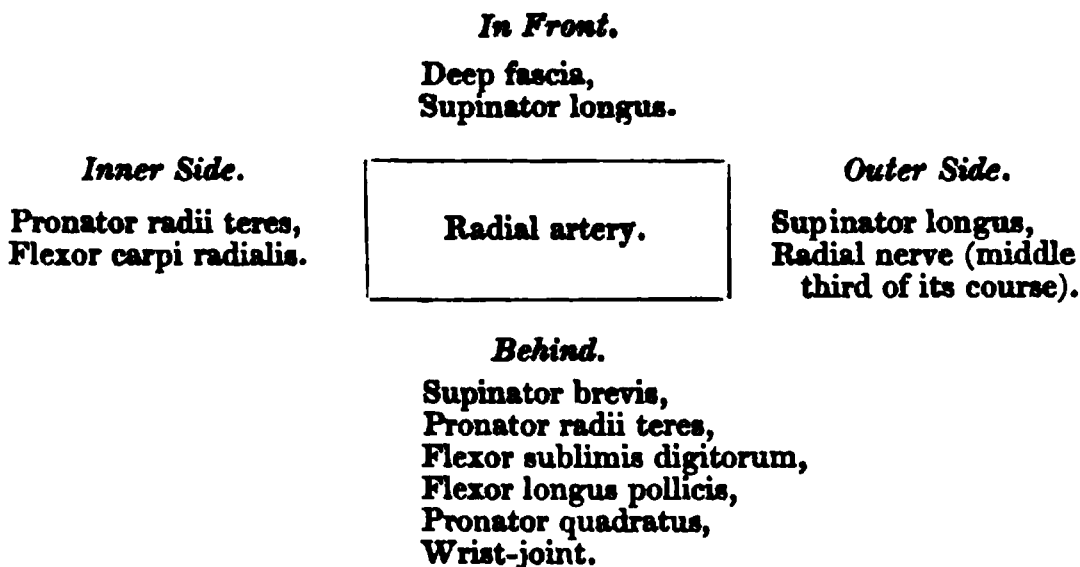 In Front.
Deep fascia,
Supinator longus.
Inner Side.
Pronator radii teres,
Flexor carpi radialis.
Radial artery.
Outer Side.
Supinator longus,
Radial nerve (middle
third of its course).
Behind.
Supinator brevis,
Pronator radii teres,
Flexor sublimis digitorum,
Flexor longus pollicis,
Pronator quadratus,
Wrist-joint.